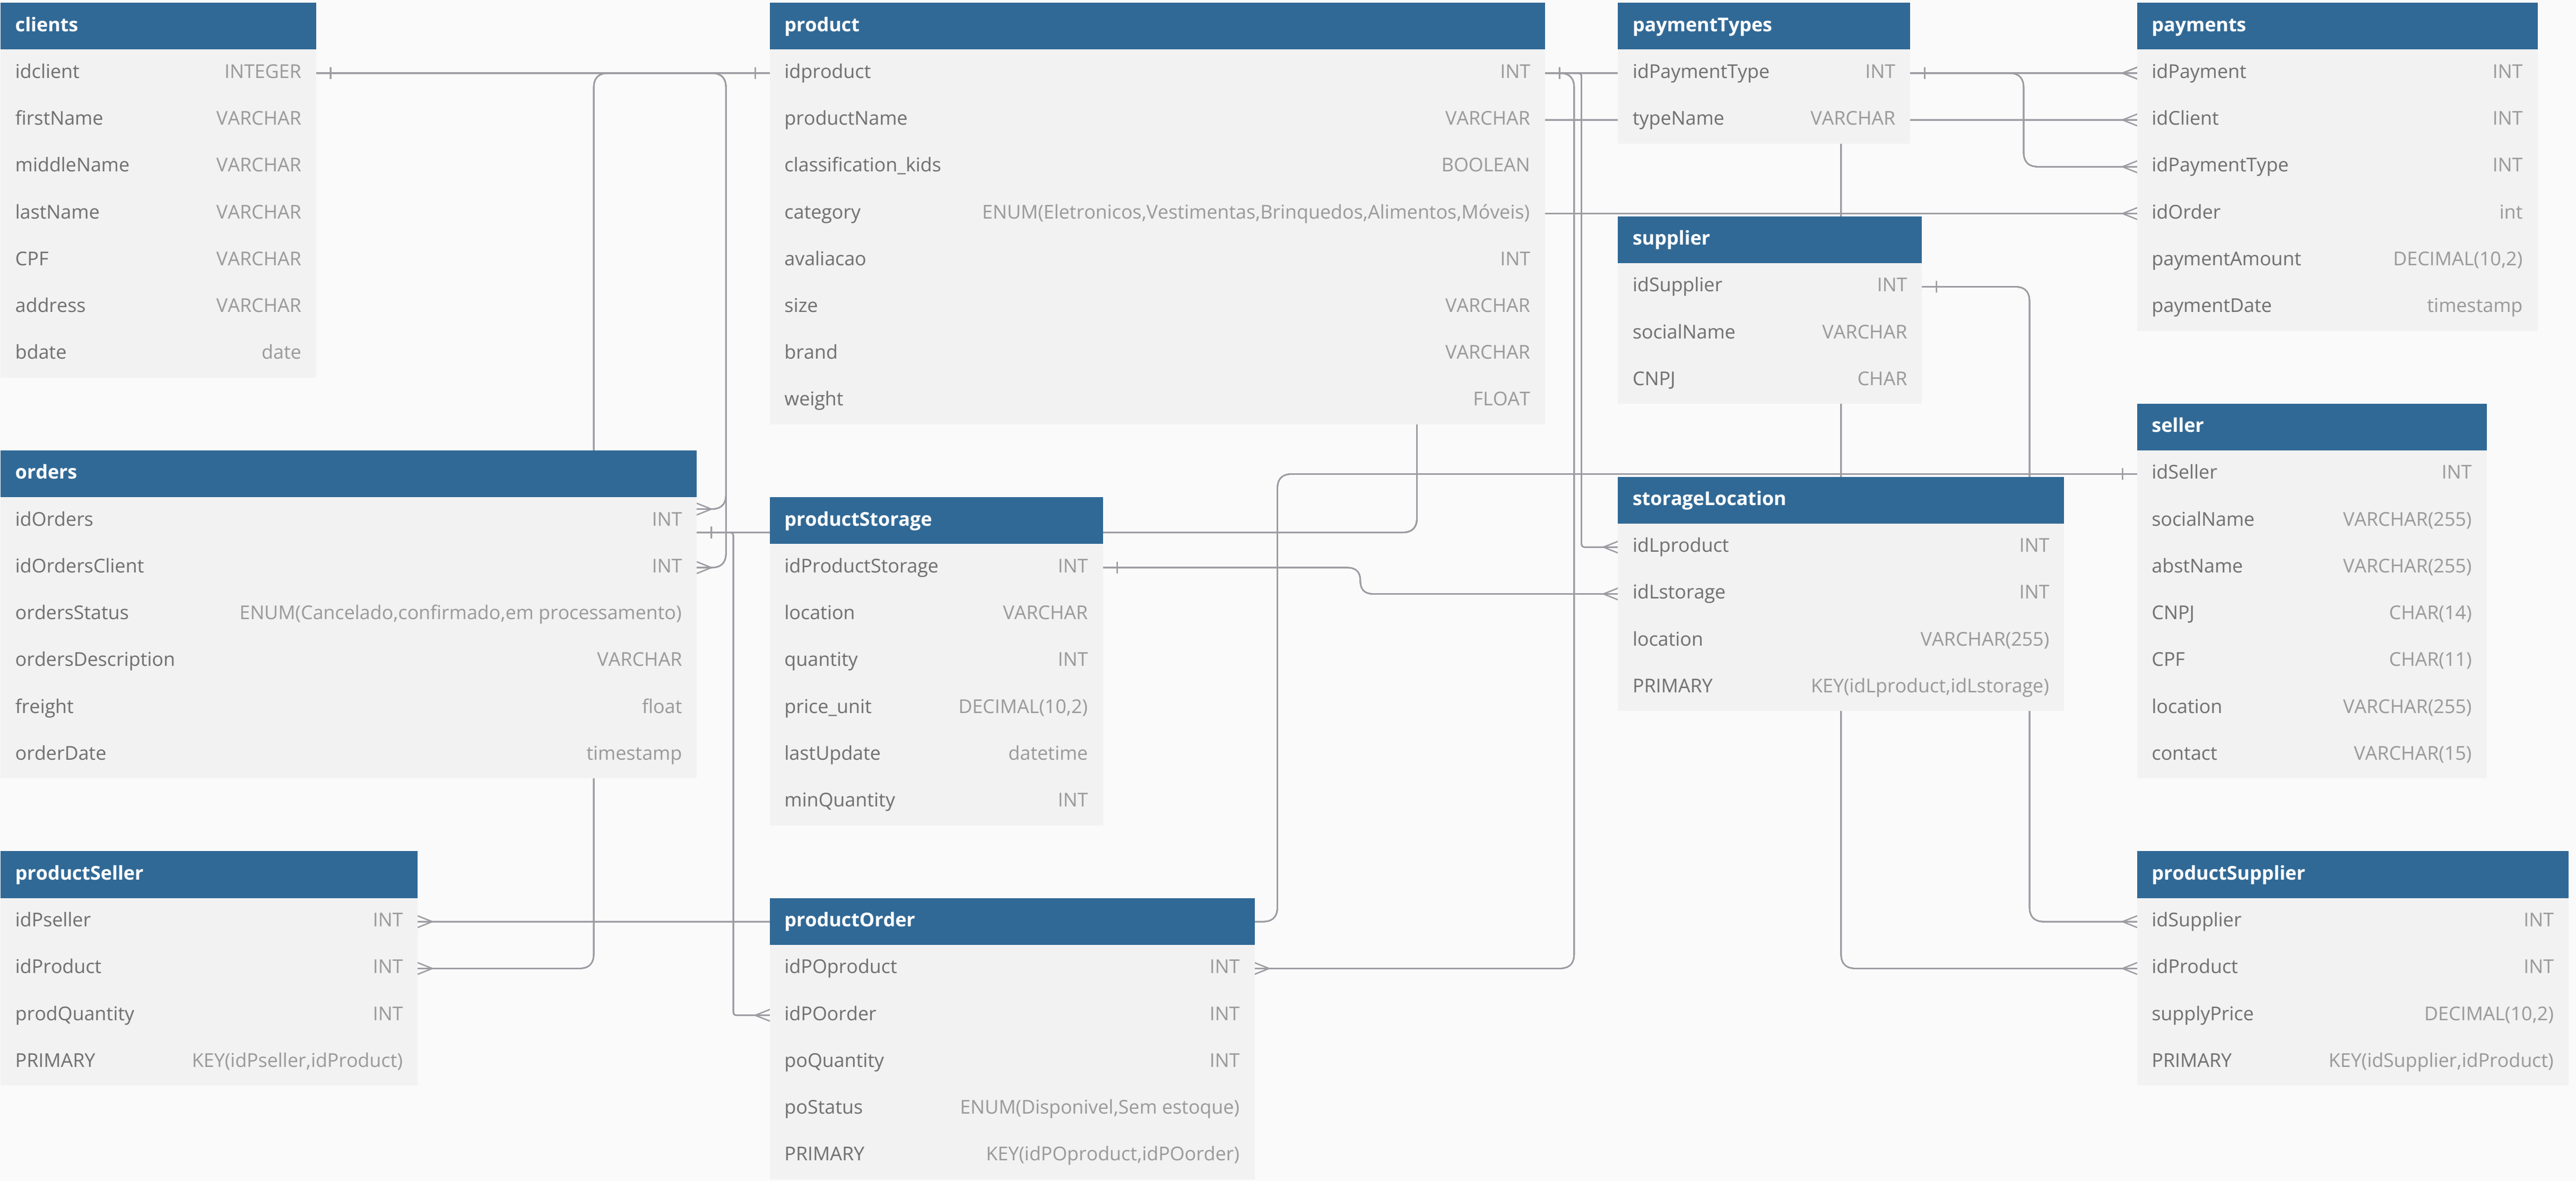 clients
idclient INTEGER
firstName VARCHAR
middleName VARCHAR
lastName VARCHAR
CPF VARCHAR
address VARCHAR
bdate date
product
idproduct INT
productName VARCHAR
classification_kids BOOLEAN
category ENUM(Eletronicos,Vestimentas,Brinquedos,Alimentos,Móveis)
avaliacao INT
size VARCHAR
brand VARCHAR
weight FLOAT
paymentTypes
idPaymentType INT
typeName VARCHAR
payments
idPayment INT
idClient INT
idPaymentType INT
idOrder int
paymentAmount DECIMAL(10,2)
paymentDate timestamp
supplier
idSupplier INT
socialName VARCHAR
CNPJ CHAR
orders
idOrders INT
idOrdersClient INT
ordersStatus ENUM(Cancelado,confirmado,em processamento)
ordersDescription VARCHAR
freight float
orderDate timestamp
productStorage
idProductStorage INT
location VARCHAR
quantity INT
price_unit DECIMAL(10,2)
lastUpdate datetime
minQuantity INT
storageLocation
idLproduct INT
idLstorage INT
location VARCHAR(255)
PRIMARY KEY(idLproduct,idLstorage)
seller
idSeller INT
socialName VARCHAR(255)
abstName VARCHAR(255)
CNPJ CHAR(14)
CPF CHAR(11)
location VARCHAR(255)
contact VARCHAR(15)
productSeller
idPseller INT
idProduct INT
prodQuantity INT
PRIMARY KEY(idPseller,idProduct)
productOrder
idPOproduct INT
idPOorder INT
poQuantity INT
poStatus ENUM(Disponivel,Sem estoque)
PRIMARY KEY(idPOproduct,idPOorder)
productSupplier
idSupplier INT
idProduct INT
supplyPrice DECIMAL(10,2)
PRIMARY KEY(idSupplier,idProduct)